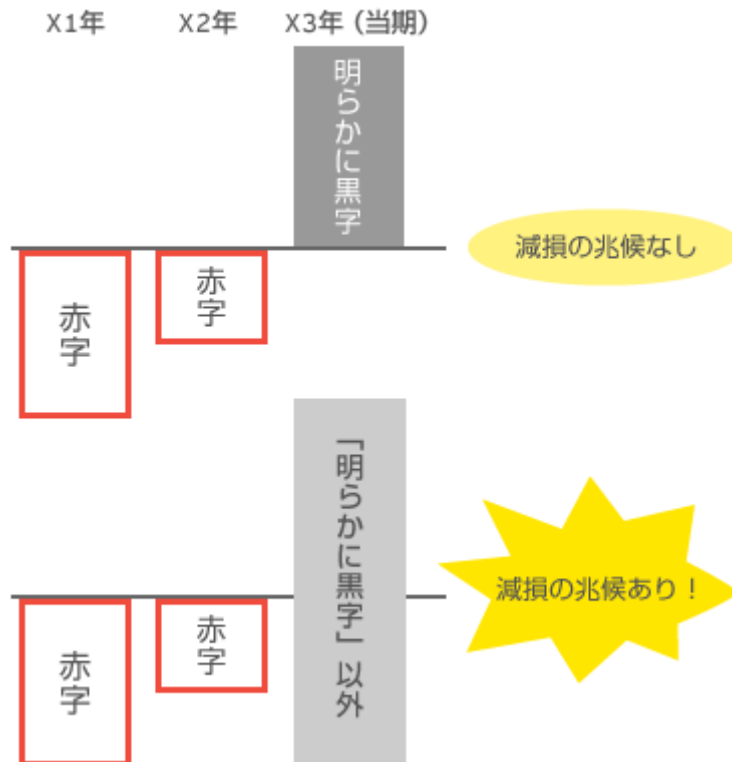 X1年 X2年 X3年（当期）
明らかに黒字
減損の兆候なし
赤字
赤字
「明らかに黒字」以外
減損の兆候あり！
赤字
赤字